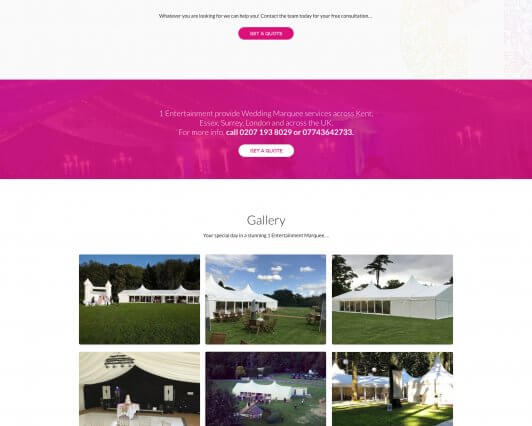 Whatever you are looking for we can help you! Contact the team today for your free consultation...
GET A QUOTE
1 Entertainment provide Wedding Marquee services across Kent,
Essex, Surrey, London and across the UK.
For more info, call 0207 193 8029 or 07743642733.
GET A QUOTE
Gallery
Your special day in a stunning 1 Entertainment Marquee, ...